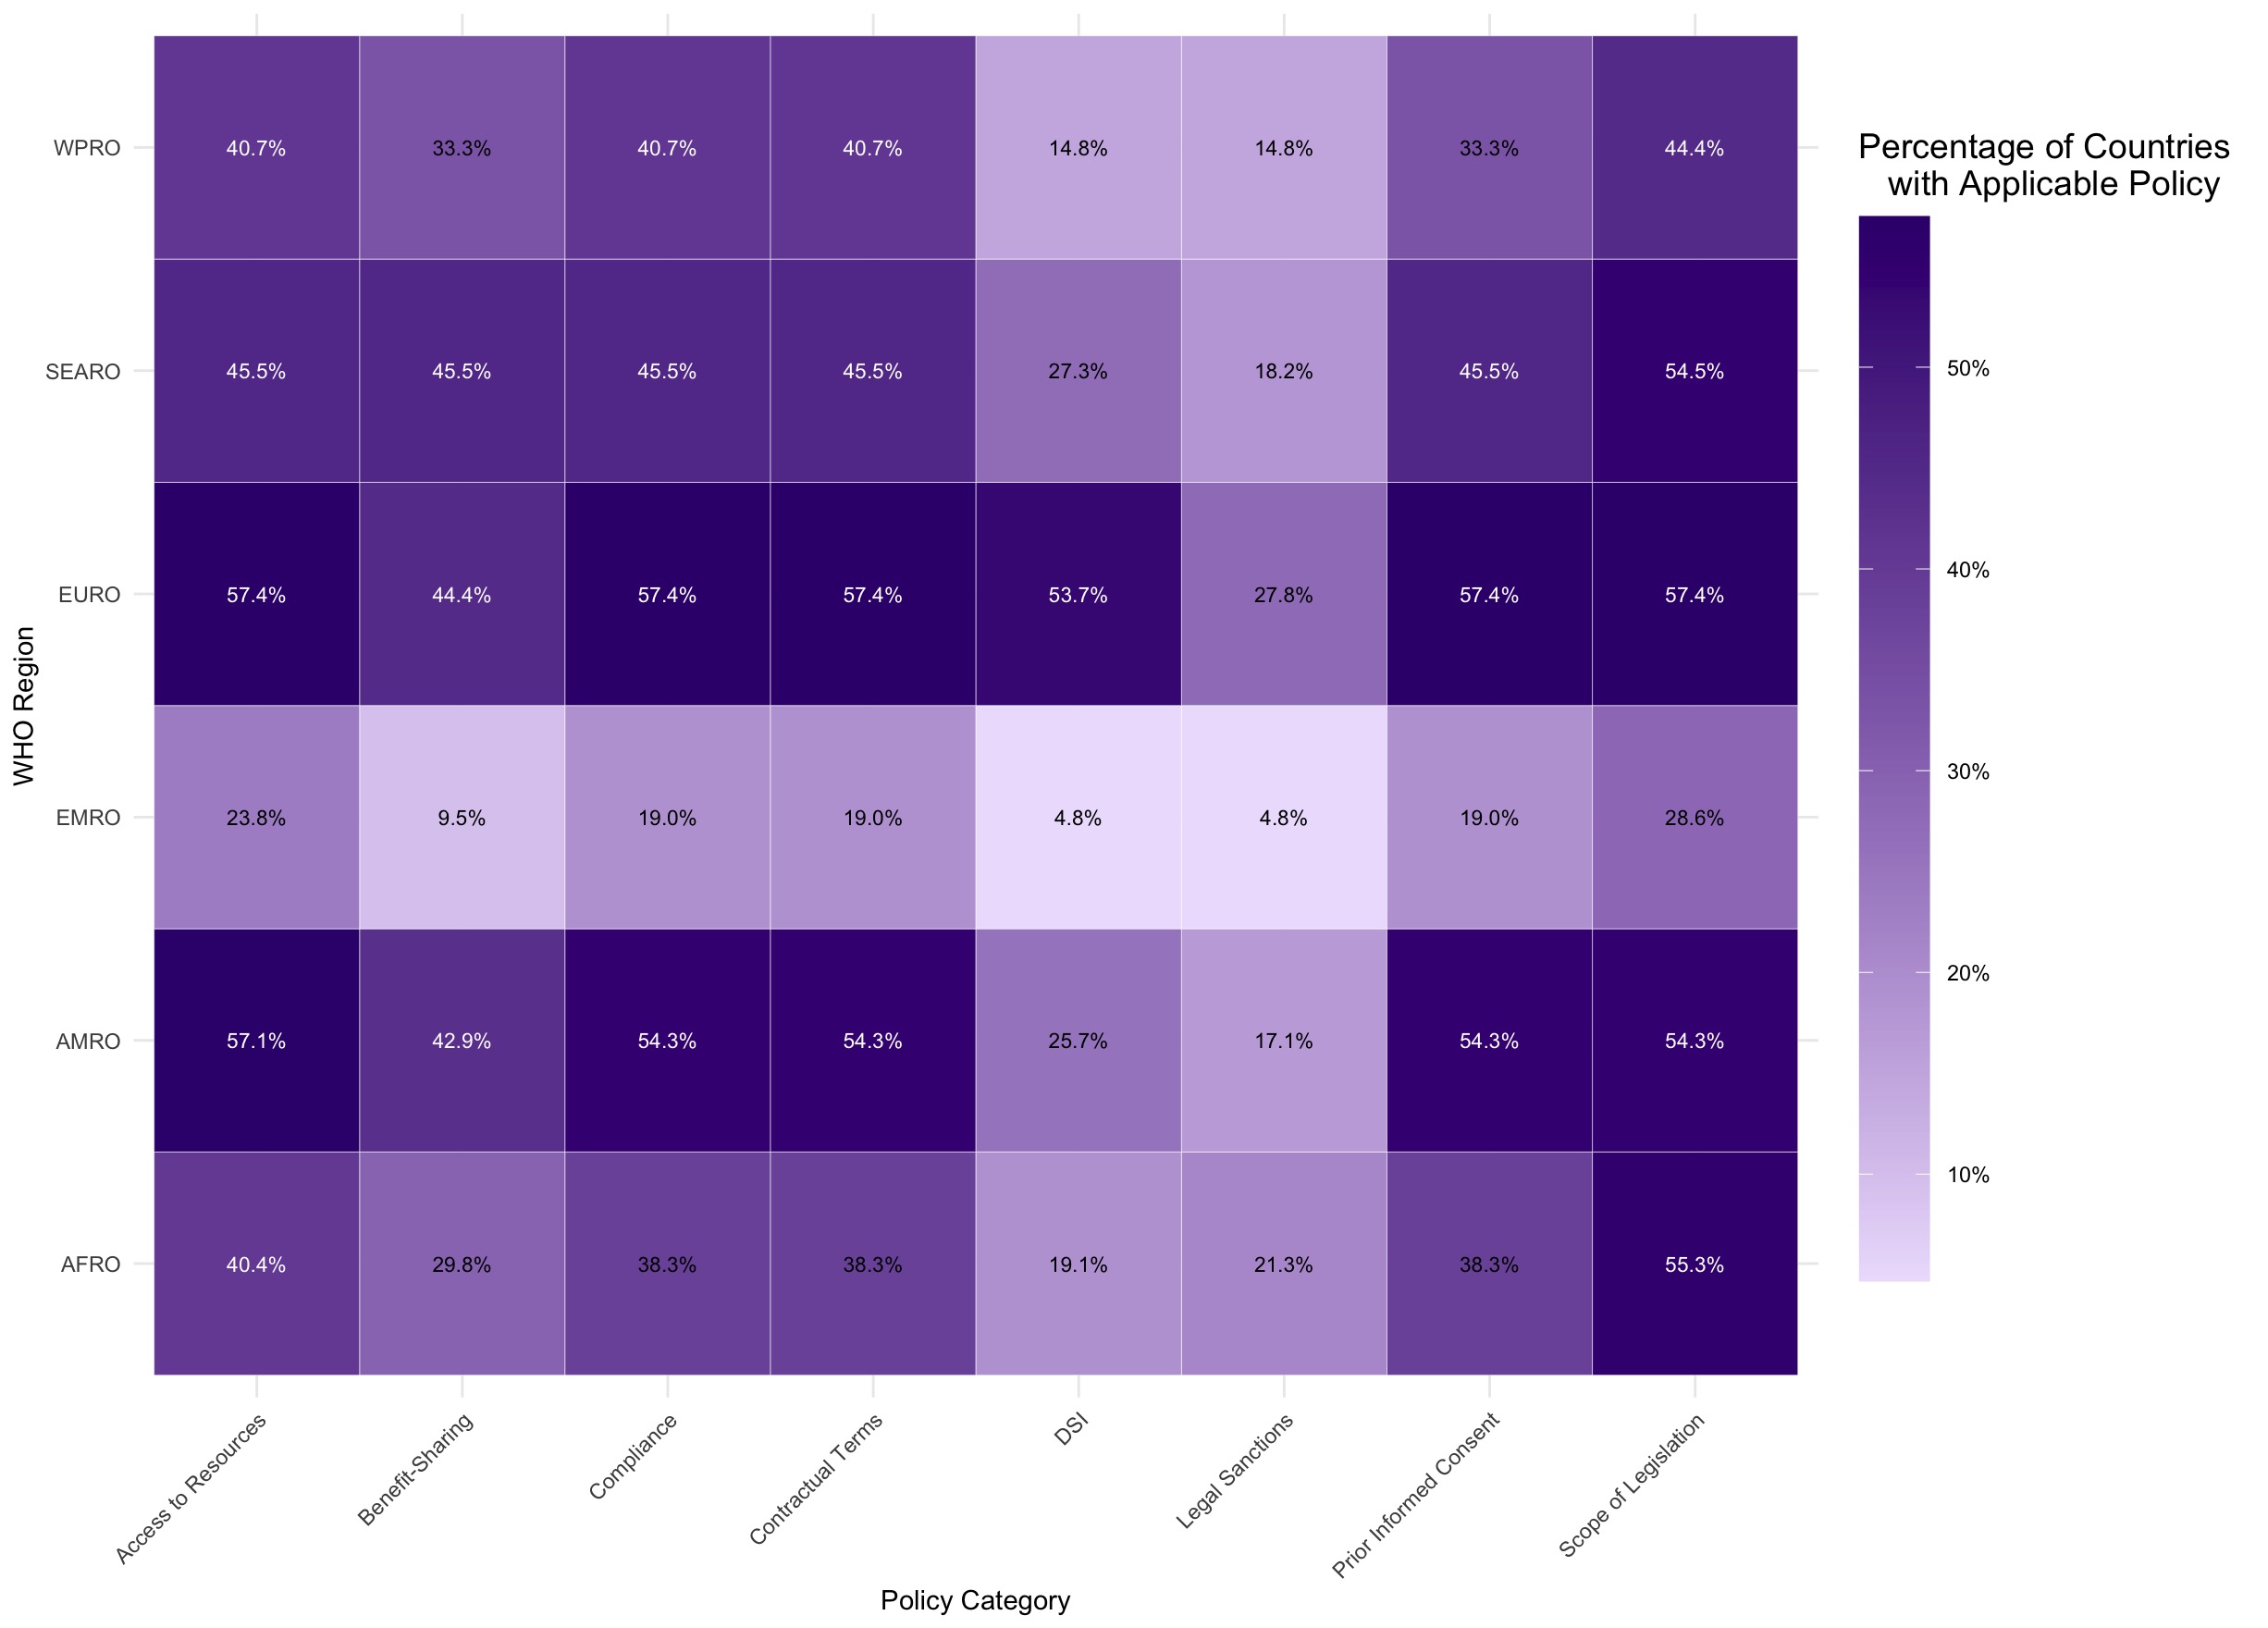 Percentage of Countries
with Applicable Policy
WHO Region
WPRO 40.7% 33.3% 40.7% 40.7% 14.8% 14.8% 33.3% 44.4%
SEARO 45.5% 45.5% 45.5% 45.5% 27.3% 18.2% 45.5% 54.5%
EURO 57.4% 44.4% 57.4% 57.4% 53.7% 27.8% 57.4% 57.4%
EMRO 23.8% 9.5% 19.0% 19.0% 4.8% 4.8% 19.0% 28.6%
AMRO 57.1% 42.9% 54.3% 54.3% 25.7% 17.1% 54.3% 54.3%
AFRO 40.4% 29.8% 38.3% 38.3% 19.1% 21.3% 38.3% 55.3%
50%
40%
30%
20%
10%
Access to Resources
Benefit-Sharing
Compliance
Contractual Terms
DSI
Legal Sanctions
Prior Informed Consent
Scope of Legislation
Policy Category